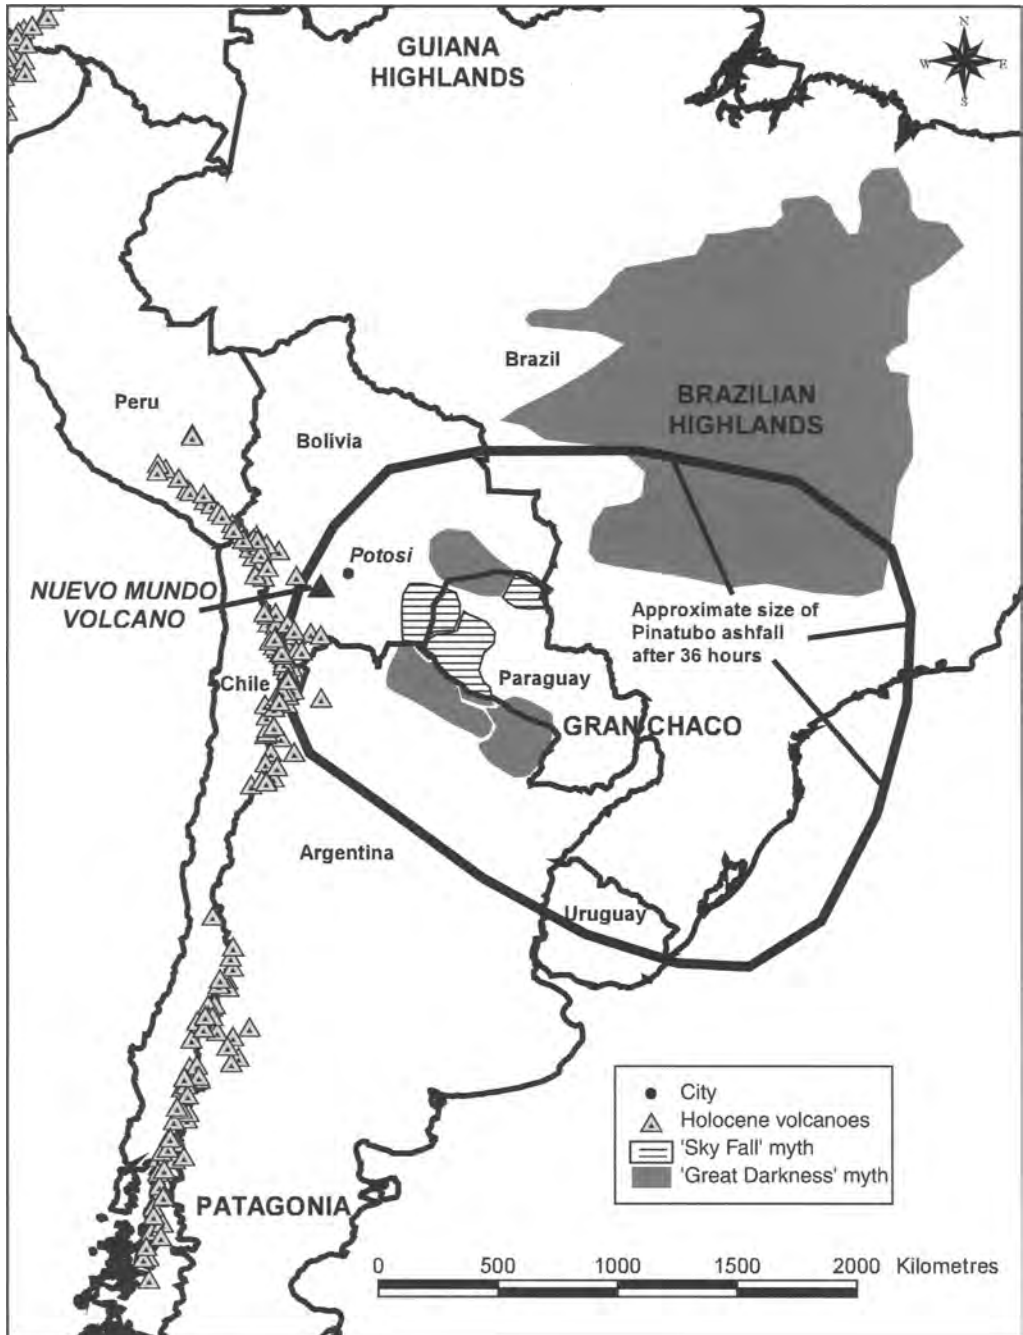 GUIANA
HIGHLANDS
N
W
E
S
Brazil
BRAZILIAN
HIGHLANDS
Peru
Bolivia
Potosi
NUEVO MUNDO
VOLCANO
Approximate size of
Pinatubo ashfall
after 36 hours
Chile
Paraguay
GRAN CHACO
Argentina
Uruguay
City
Holocene volcanoes
'Sky Fall' myth
'Great Darkness' myth
PATAGONIA
0 500 1000 1500 2000 Kilometres